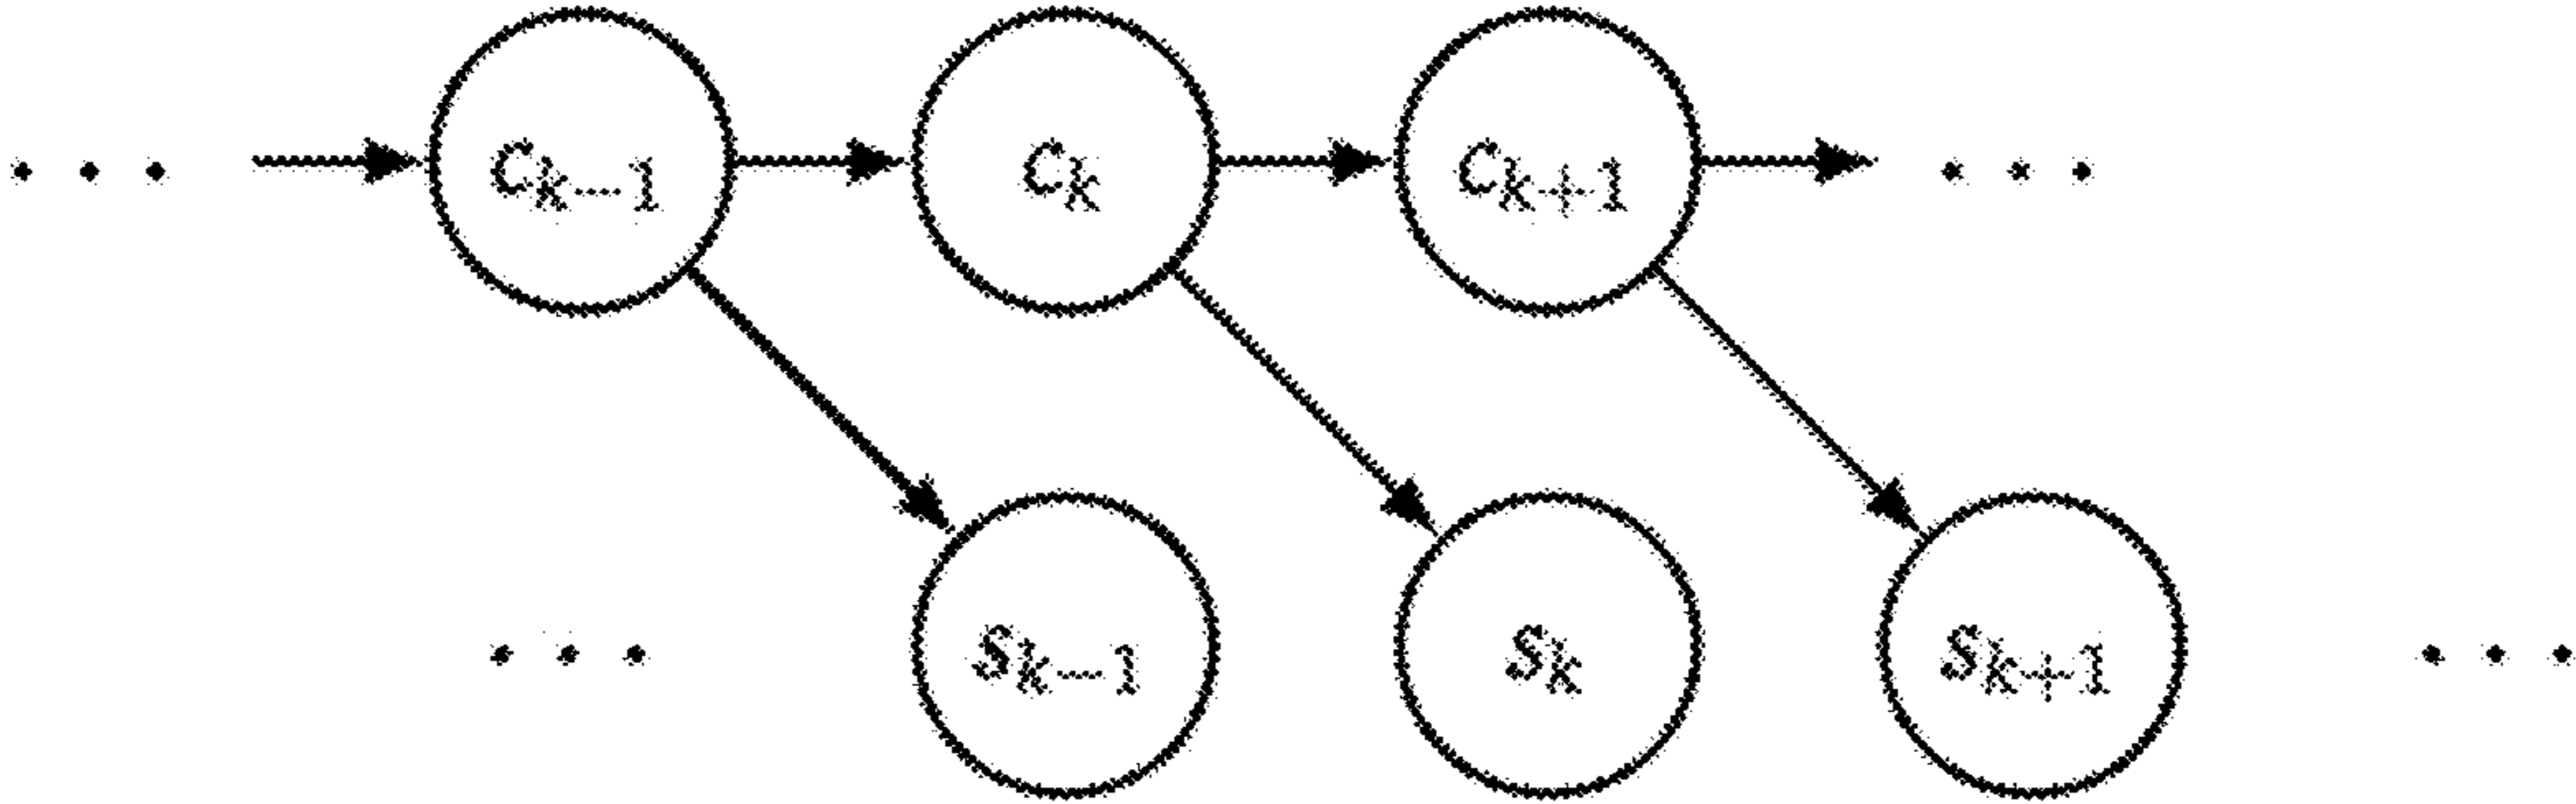 . . . c_{k-1} c_k c_{k+1} . . .
. . . s_{k-1} s_k s_{k+1} . . .